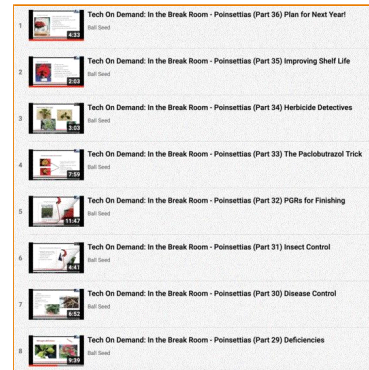 1
Tech On Demand: In the Break Room - Poinsettias (Part 36) Plan for Next Year!
Ball Seed
4:33
2
Tech On Demand: In the Break Room - Poinsettias (Part 35) Improving Shelf Life
Ball Seed
2:03
3
Tech On Demand: In the Break Room - Poinsettias (Part 34) Herbicide Detectives
Ball Seed
3:03
4
Tech On Demand: In the Break Room - Poinsettias (Part 33) The Paclobutrazol Trick
Ball Seed
7:59
5
Tech On Demand: In the Break Room - Poinsettias (Part 32) PGRs for Finishing
Ball Seed
11:47
6
Tech On Demand: In the Break Room - Poinsettias (Part 31) Insect Control
Ball Seed
4:41
7
Tech On Demand: In the Break Room - Poinsettias (Part 30) Disease Control
Ball Seed
6:52
8
Tech On Demand: In the Break Room - Poinsettias (Part 29) Deficiencies
Ball Seed
9:39